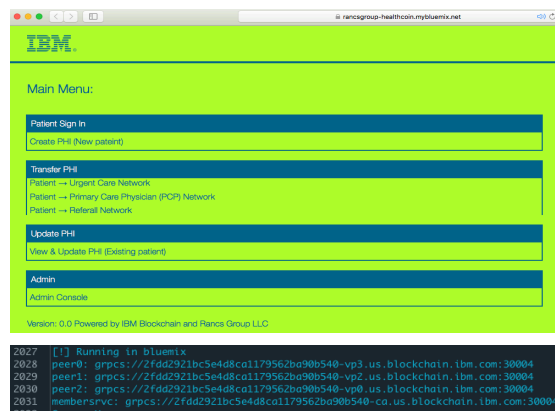 rancsgroup-healthcoin.mybluemix.net
IBM.
Main Menu:
Patient Sign In
Create PHI (New pateint)
Transfer PHI
Patient → Urgent Care Network
Patient → Primary Care Physician (PCP) Network
Patient → Referall Network
Update PHI
View & Update PHI (Existing patient)
Admin
Admin Console
Version: 0.0 Powered by IBM Blockchain and Rancs Group LLC
2027 [!] Running in bluemix
2028 peer0: grpcs://2fdd2921bc5e4d8ca1179562ba90b540-vp3.us.blockchain.ibm.com:30004
2029 peer1: grpcs://2fdd2921bc5e4d8ca1179562ba90b540-vp2.us.blockchain.ibm.com:30004
2030 peer2: grpcs://2fdd2921bc5e4d8ca1179562ba90b540-vp0.us.blockchain.ibm.com:30004
2031 membersrvc: grpcs://2fdd2921bc5e4d8ca1179562ba90b540-ca.us.blockchain.ibm.com:3000